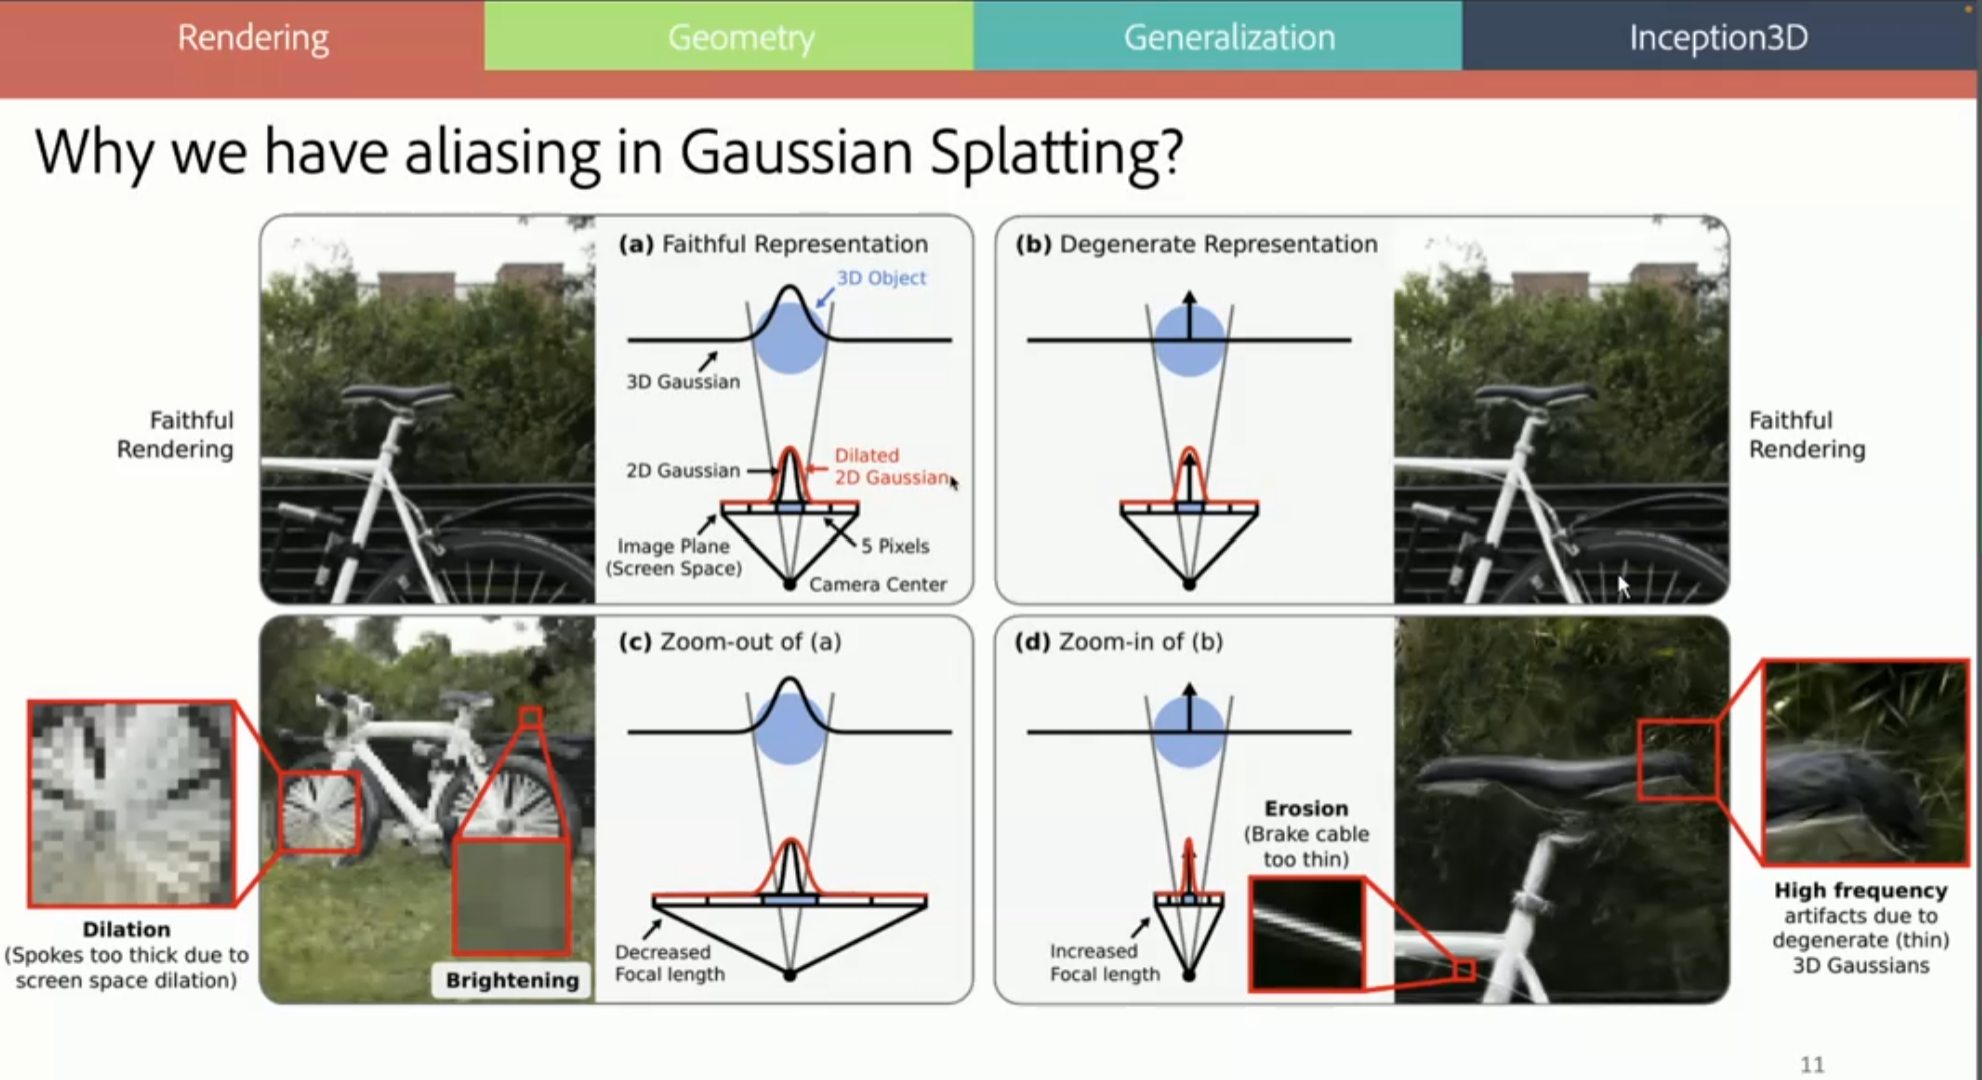 Rendering
Geometry
Generalization
Inception3D
Why we have aliasing in Gaussian Splatting?
Faithful
Rendering
(a) Faithful Representation
3D Object
3D Gaussian
2D Gaussian
Dilated
2D Gaussian
Image Plane
(Screen Space)
5 Pixels
Camera Center
(b) Degenerate Representation
Faithful
Rendering
Dilation
(Spokes too thick due to
screen space dilation)
Brightening
(c) Zoom-out of (a)
Decreased
Focal length
(d) Zoom-in of (b)
Erosion
(Brake cable
too thin)
Increased
Focal length
High frequency
artifacts due to
degenerate (thin)
3D Gaussians
11